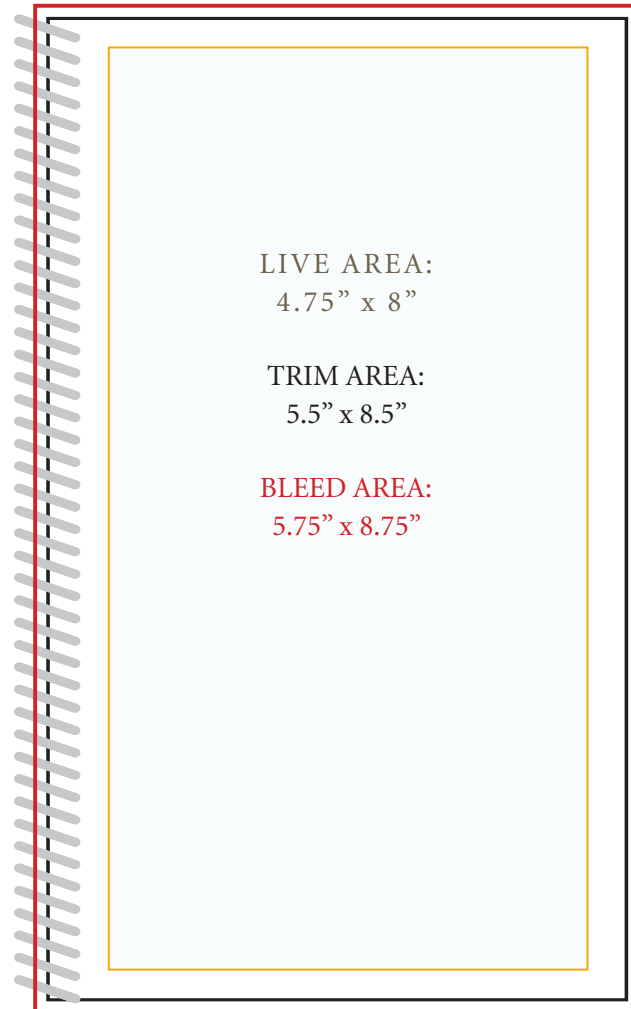 LIVE AREA:
4.75” x 8”
TRIM AREA:
5.5” x 8.5”
BLEED AREA:
5.75” x 8.75”